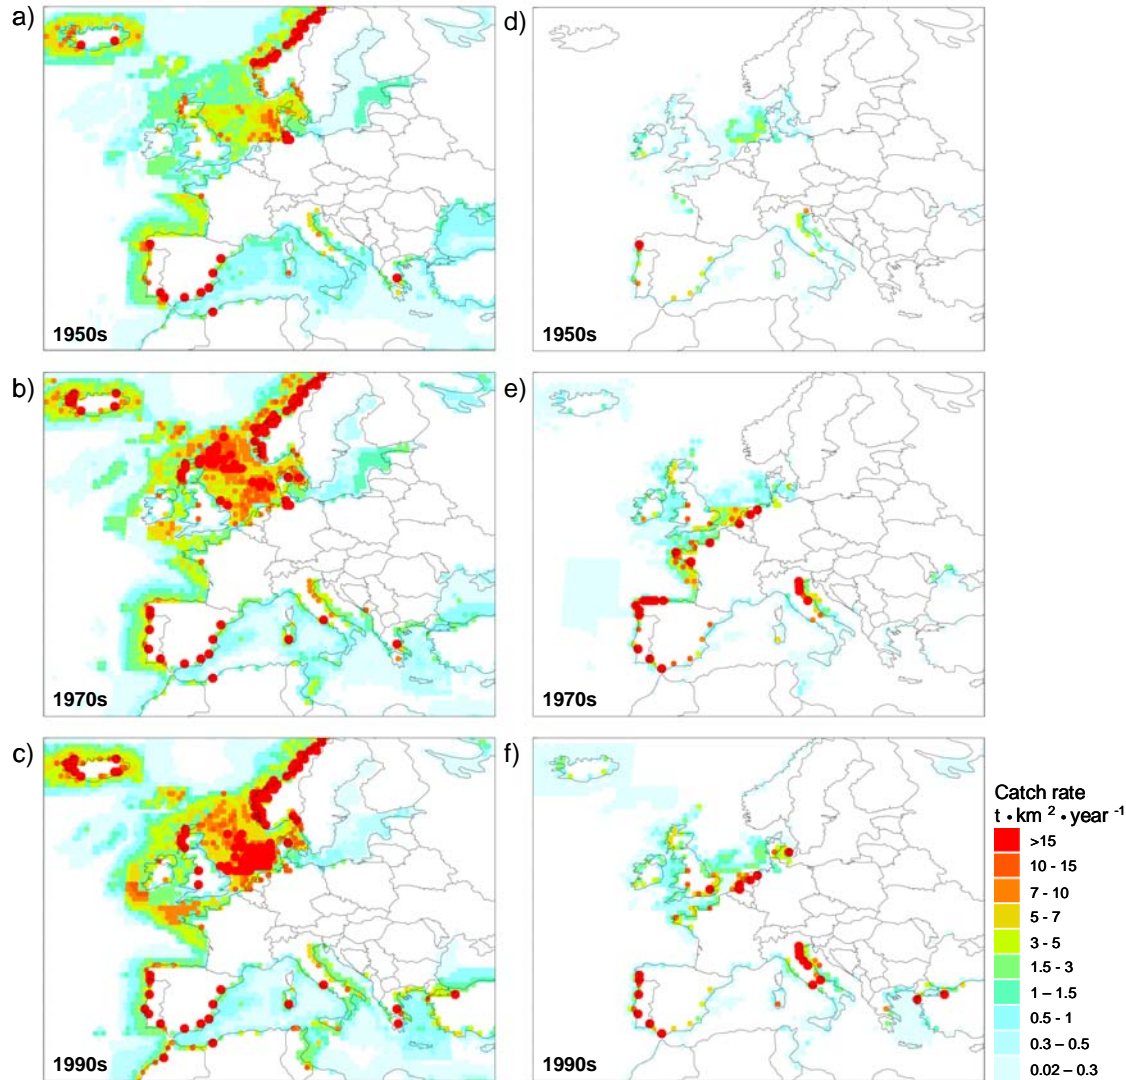 a)
1950s
d)
1950s
b)
1970s
e)
1970s
c)
1990s
f)
1990s
Catch rate
t • km ² • year ⁻¹
>15
10 - 15
7 - 10
5 - 7
3 - 5
1.5 - 3
1 – 1.5
0.5 - 1
0.3 – 0.5
0.02 – 0.3